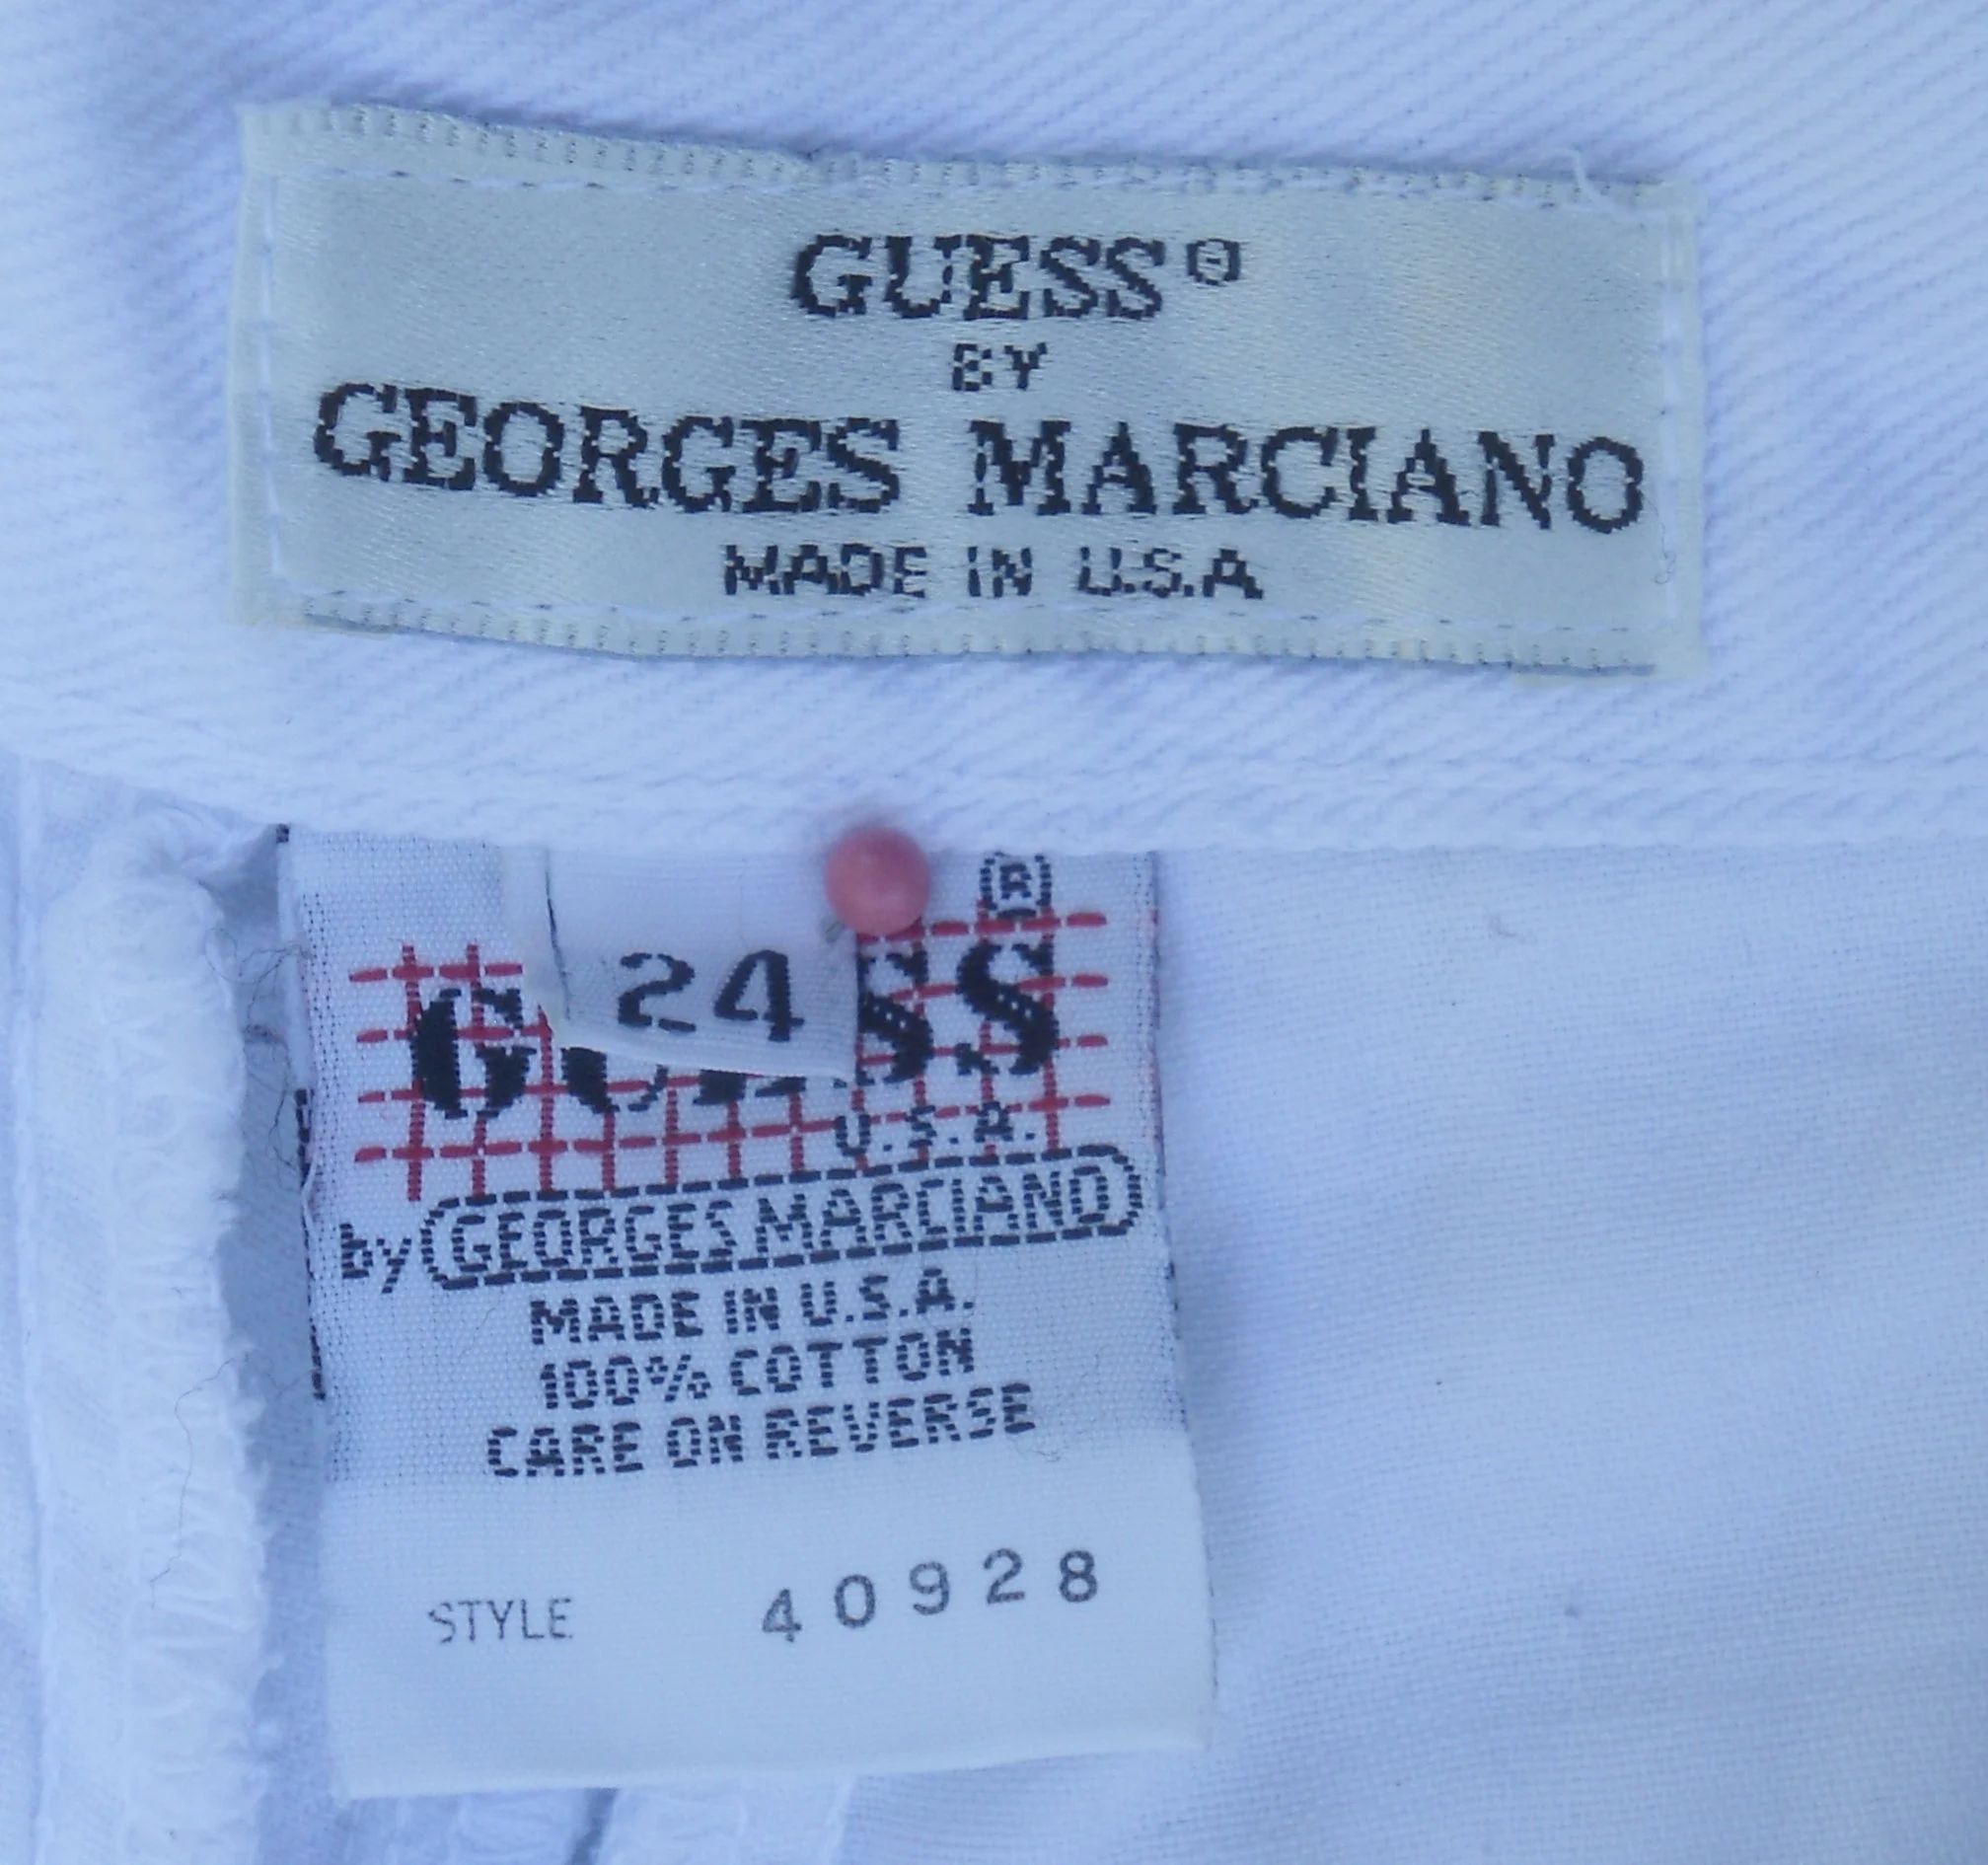 GUESS®
BY
GEORGES MARCIANO
MADE IN U.S.A
®
24
GUESS
U.S.A.
by GEORGES MARCIANO
MADE IN U.S.A.
100% COTTON
CARE ON REVERSE
STYLE 40928